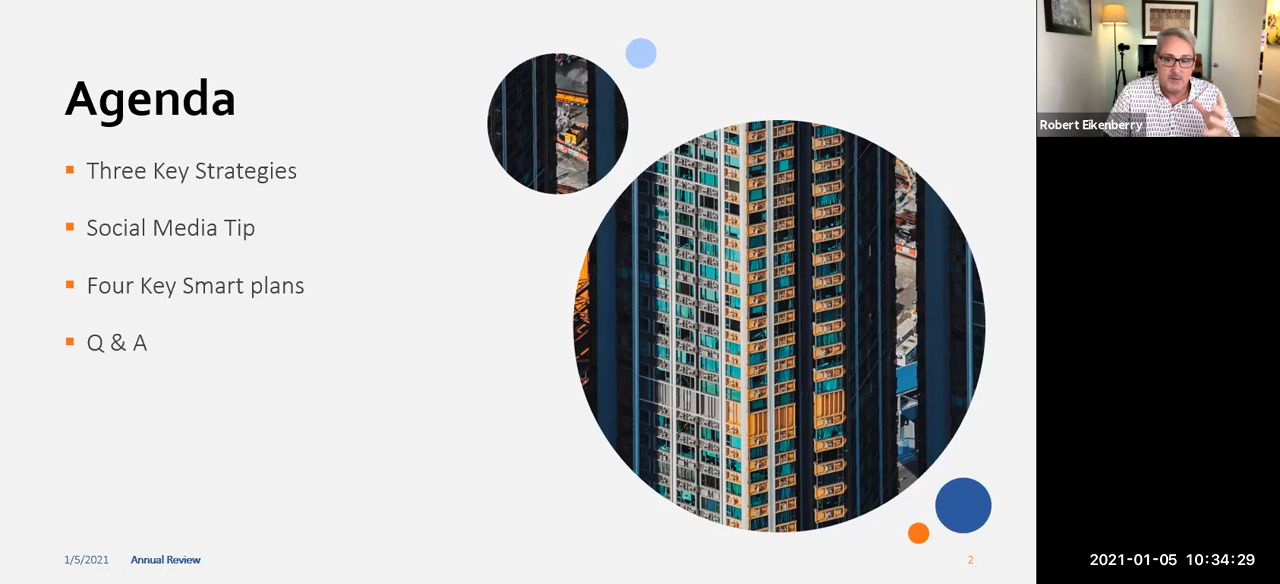 Agenda
Three Key Strategies
Social Media Tip
Four Key Smart plans
Q & A
1/5/2021 Annual Review 2
Robert Eikenberry
2021-01-05 10:34:29